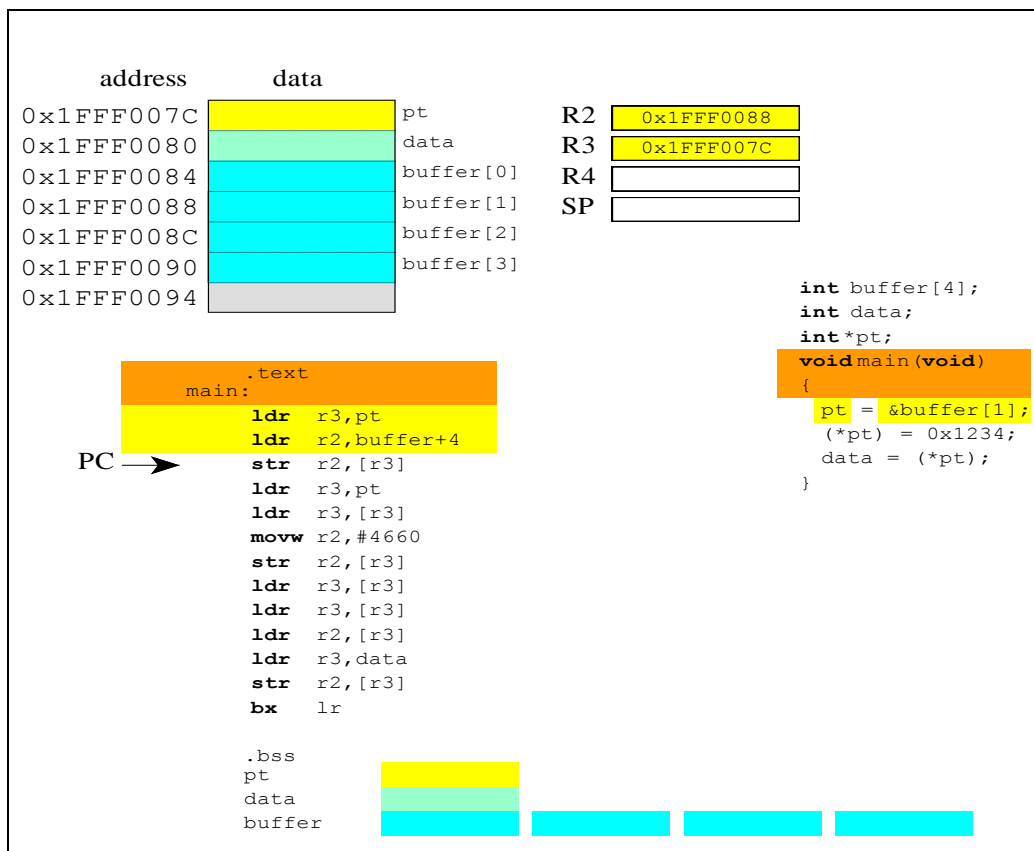 address data
0x1FFF007C pt
0x1FFF0080 data
0x1FFF0084 buffer[0]
0x1FFF0088 buffer[1]
0x1FFF008C buffer[2]
0x1FFF0090 buffer[3]
0x1FFF0094
R2 0x1FFF0088
R3 0x1FFF007C
R4
SP
int buffer[4];
int data;
int *pt;
void main(void)
{
pt = &buffer[1];
(*pt) = 0x1234;
data = (*pt);
}
.text
main:
ldr r3,pt
ldr r2,buffer+4
PC str r2,[r3]
ldr r3,pt
ldr r3,[r3]
movw r2,#4660
str r2,[r3]
ldr r3,[r3]
ldr r3,[r3]
ldr r2,[r3]
ldr r3,data
str r2,[r3]
bx lr
.bss
pt
data
buffer